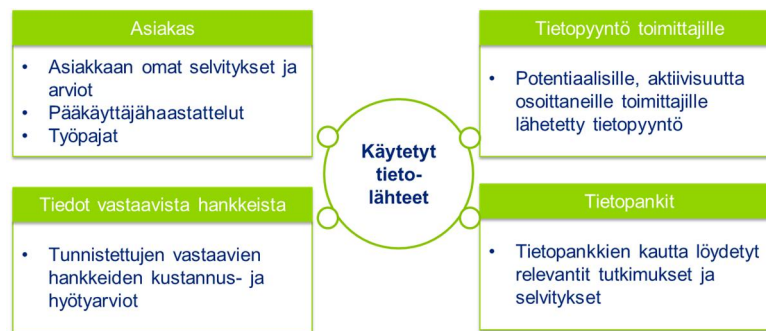 Asiakas
• Asiakkaan omat selvitykset ja
arviot
• Pääkäyttäjähaastattelut
• Työpajat
Tietopyyntö toimittajille
• Potentiaalisille, aktiivisuutta
osoittaneille toimittajille
lähetetty tietopyyntö
Käytetyt
tieto-
lähteet
Tiedot vastaavista hankkeista
• Tunnistettujen vastaavien
hankkeiden kustannus- ja
hyötyarviot
Tietopankit
• Tietopankkien kautta löydetyt
relevantit tutkimukset ja
selvitykset